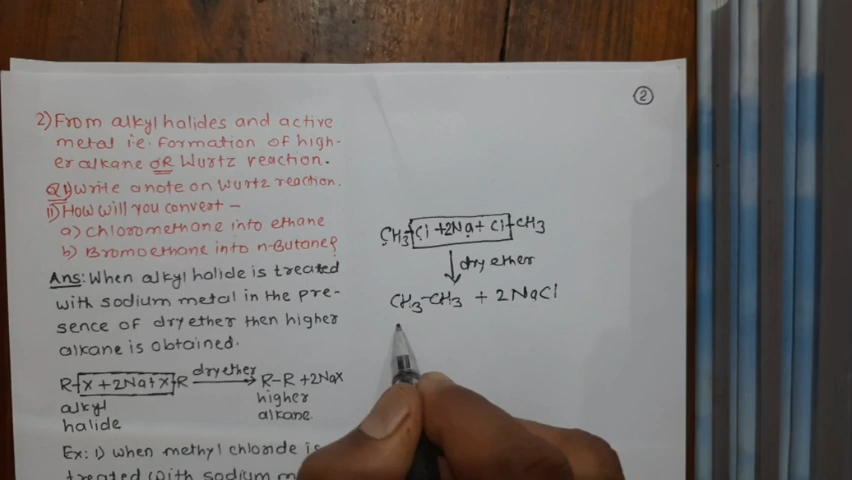 ②
2) From alkyl halides and active
metal i.e. formation of high-
er alkane OR Wurtz reaction.
Q1) Write a note on Wurtz reaction.
ii) How will you convert -
a) chloromethane into ethane
b) Bromoethane into n-Butane?
Ans: When alkyl halide is treated
with sodium metal in the pre-
sence of dry ether then higher
alkane is obtained.
R-X + 2Na + X-R dry ether → R-R + 2NaX
alkyl halide
higher alkane
Ex: 1) when methyl chloride is
treated with sodium m
CH3-Cl + 2Na + Cl-CH3
↓ dry ether
CH3-CH3 + 2NaCl